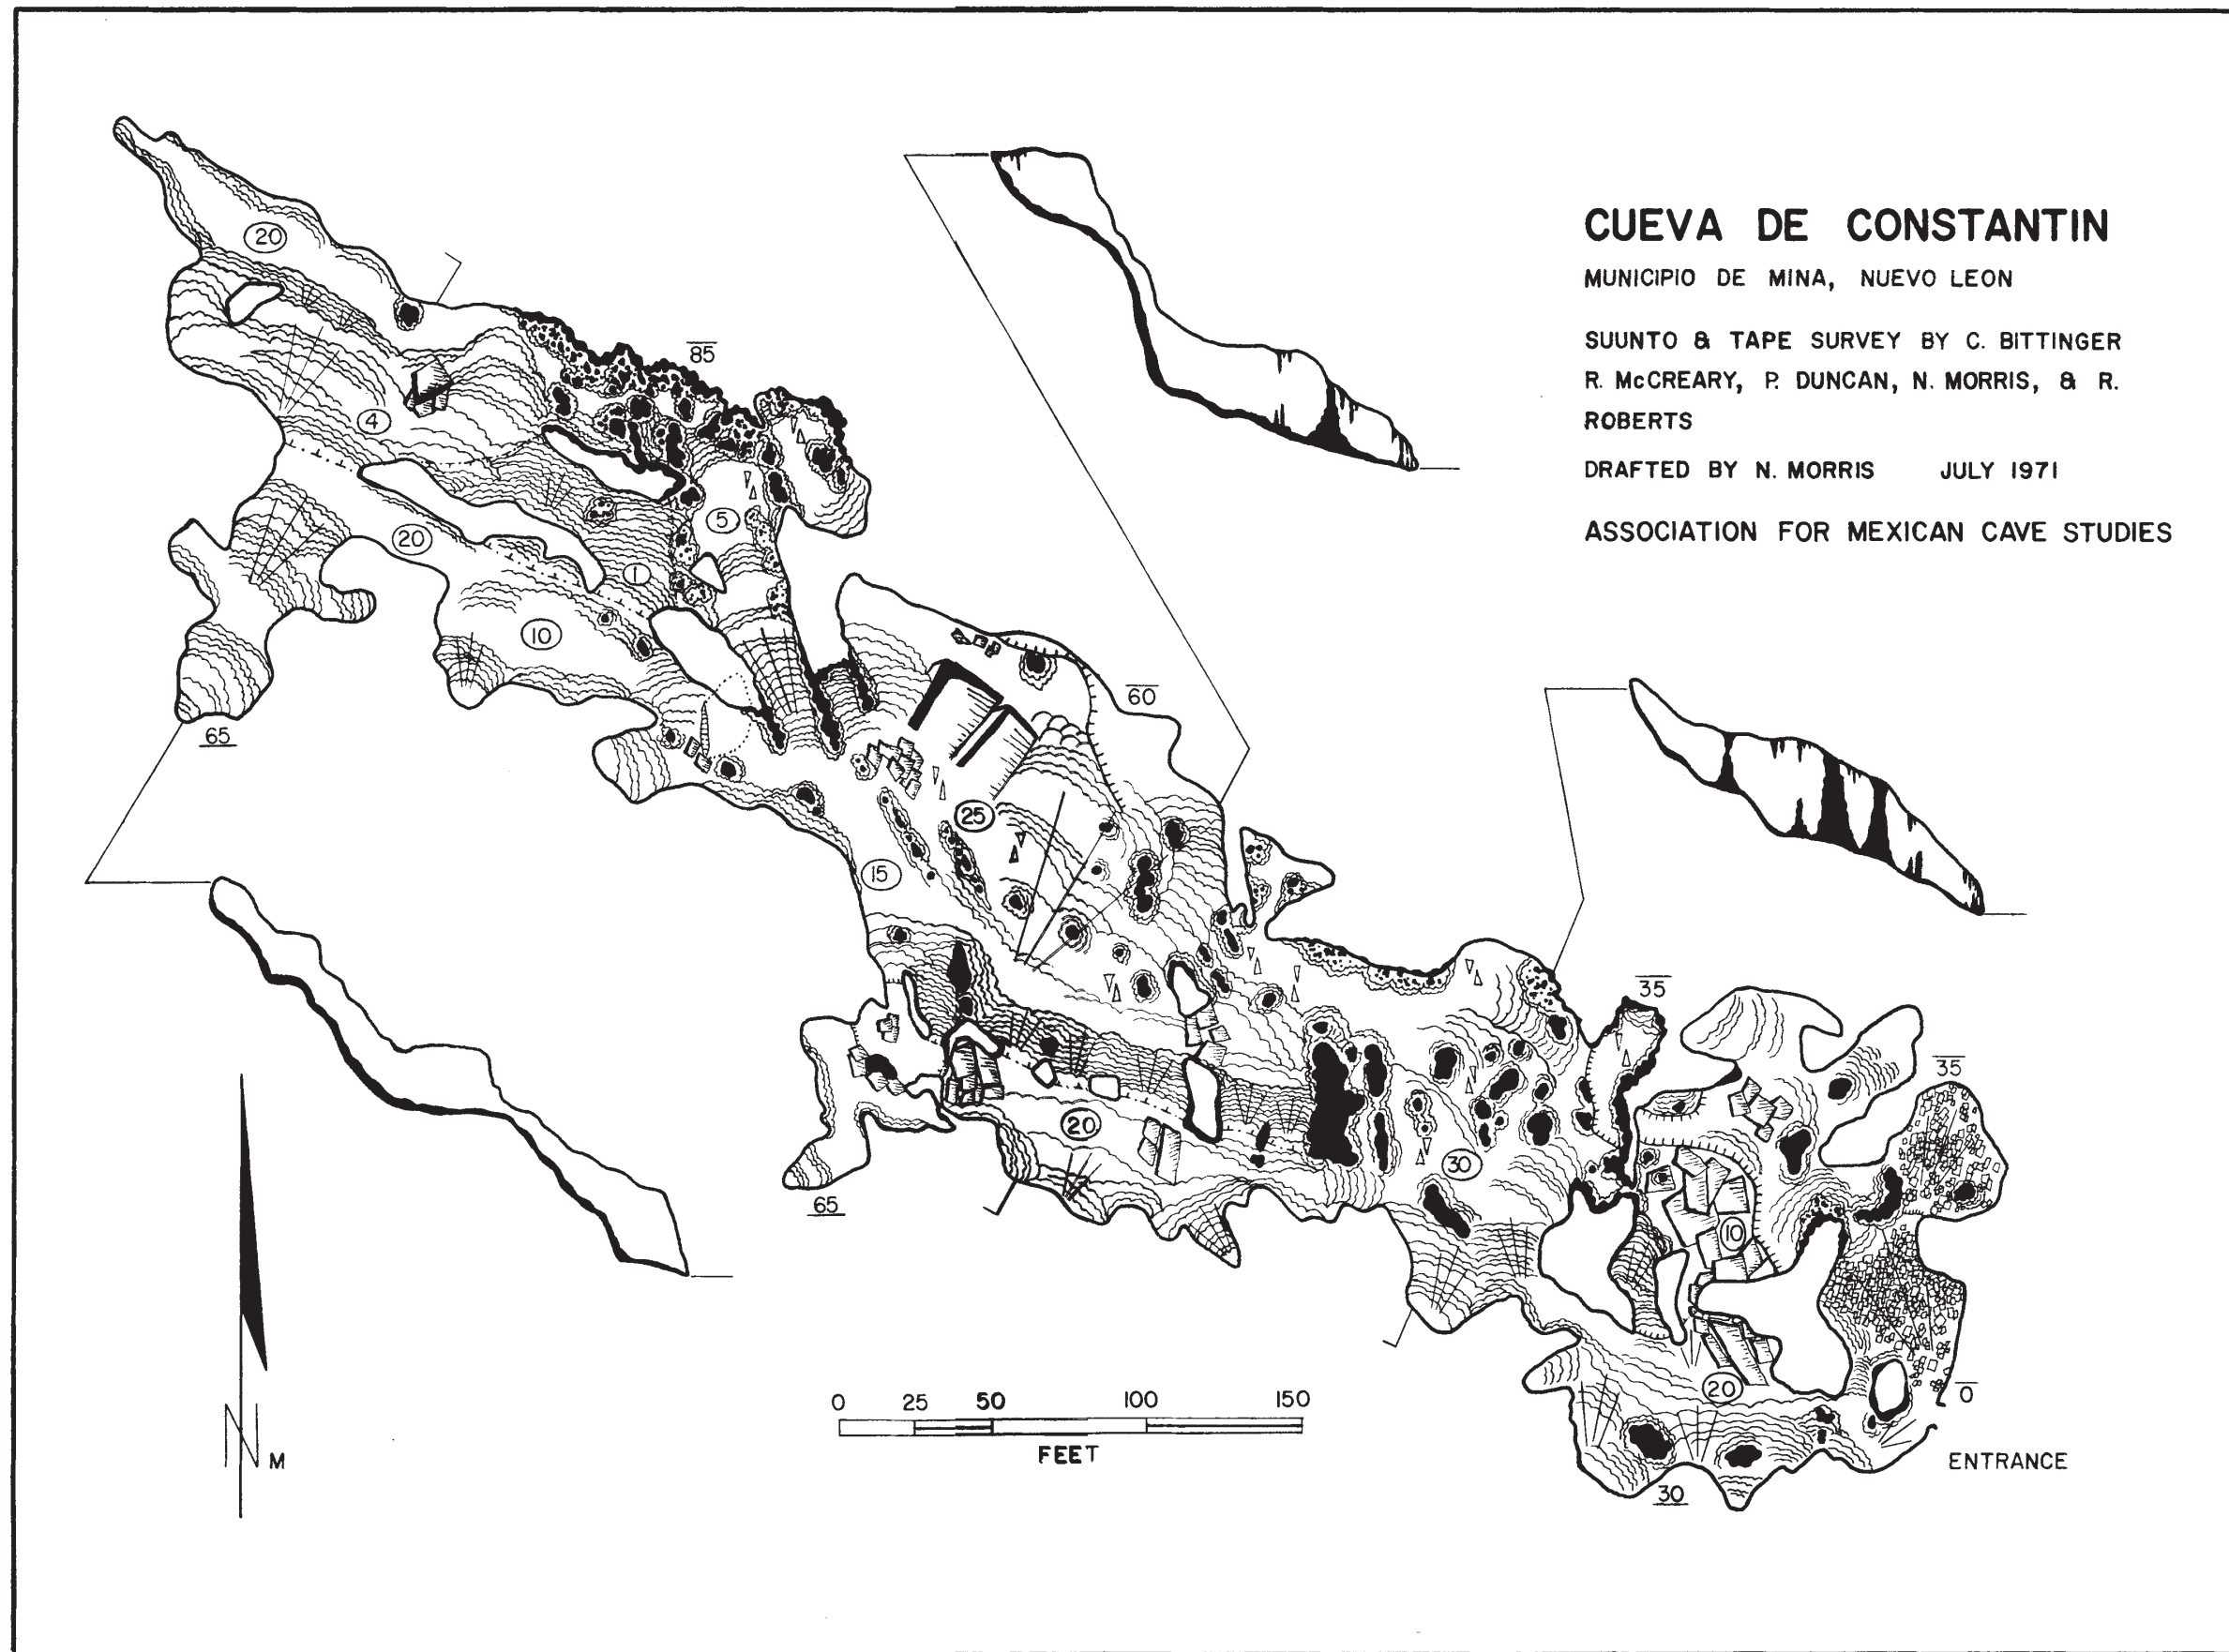 CUEVA DE CONSTANTIN
MUNICIPIO DE MINA, NUEVO LEON
SUUNTO & TAPE SURVEY BY C. BITTINGER
R. McCREARY, P. DUNCAN, N. MORRIS, & R.
ROBERTS
DRAFTED BY N. MORRIS JULY 1971
ASSOCIATION FOR MEXICAN CAVE STUDIES
20
85
4
5
20
1
10
60
65
25
15
35
35
20
30
65
10
20
0
ENTRANCE
30
0 25 50 100 150
FEET
N M